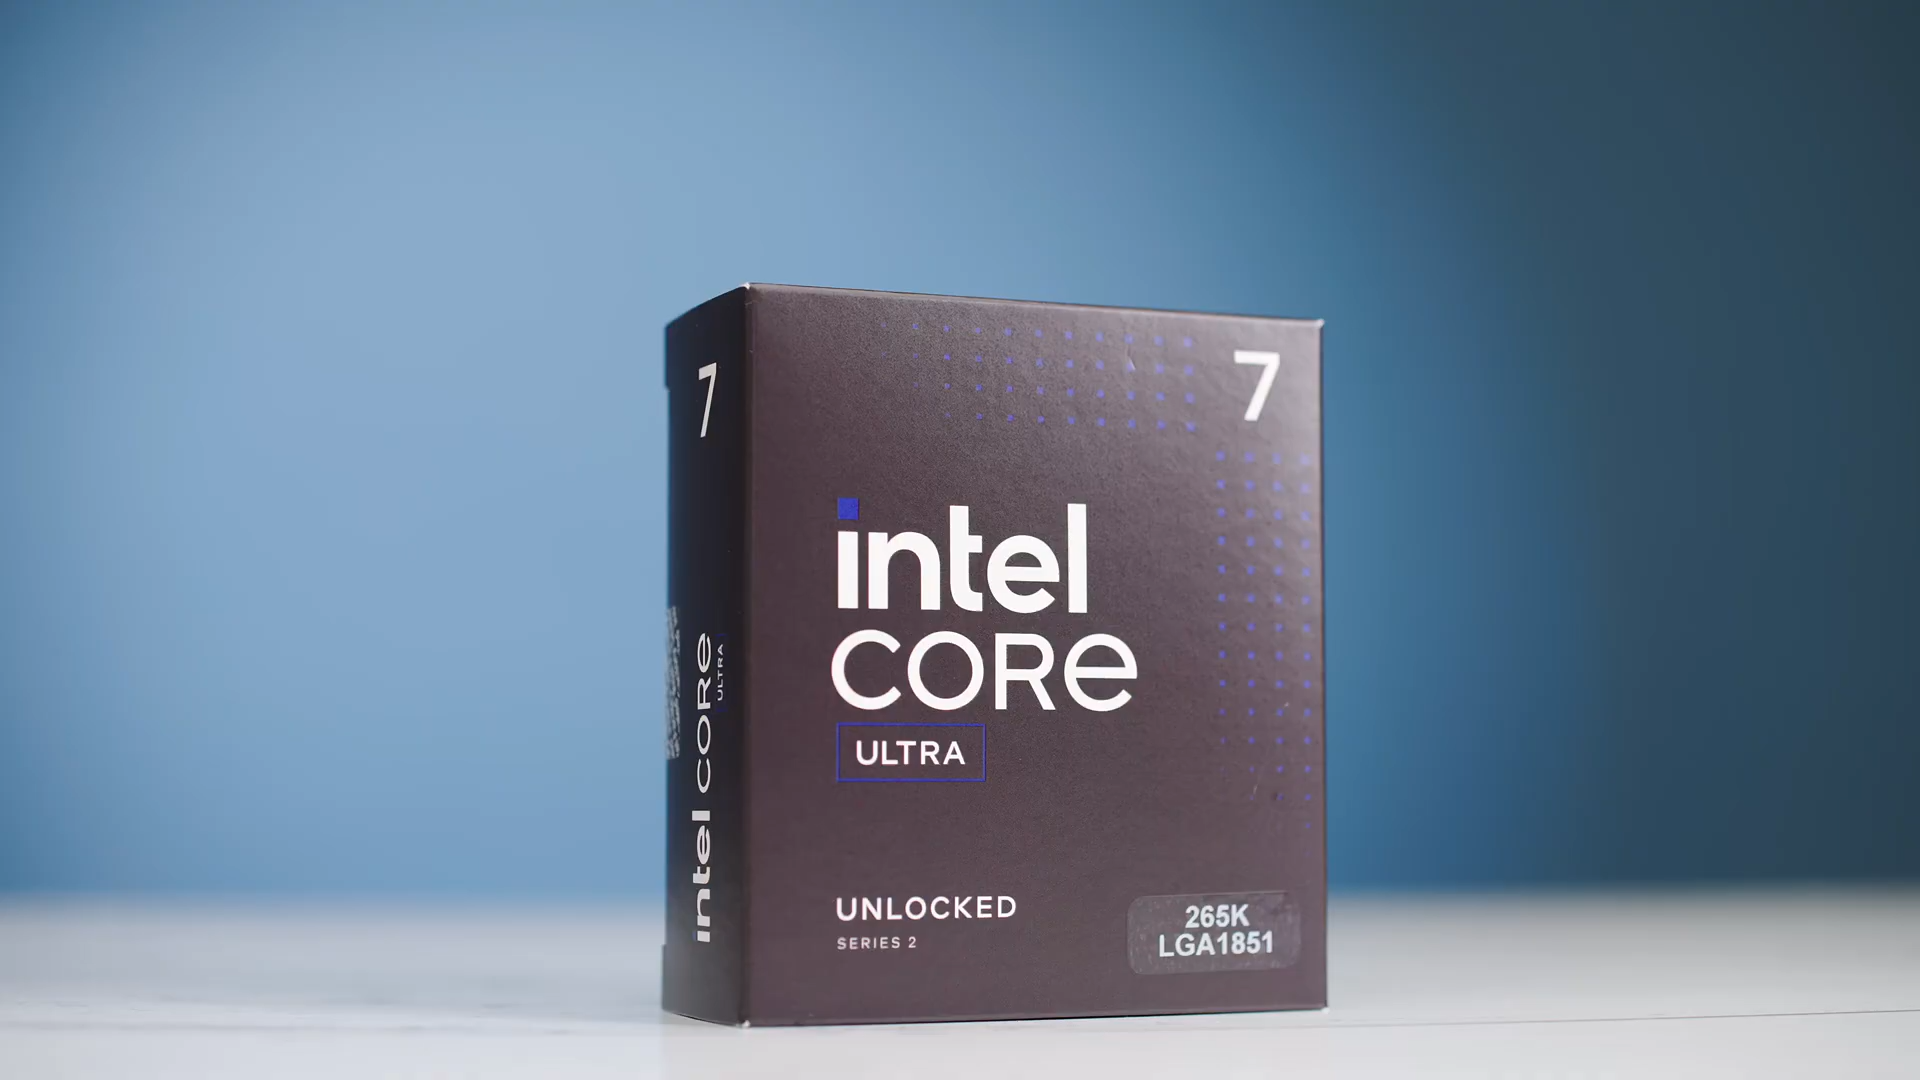 7
intel
CORE
ULTRA
UNLOCKED
SERIES 2
265K
LGA1851
7
intel CORE
ULTRA